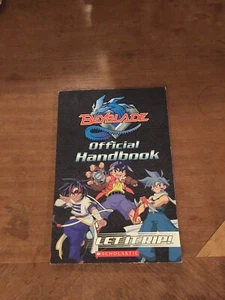 BEYBLADE
Official
Handbook
LET IT RIP!
SCHOLASTIC